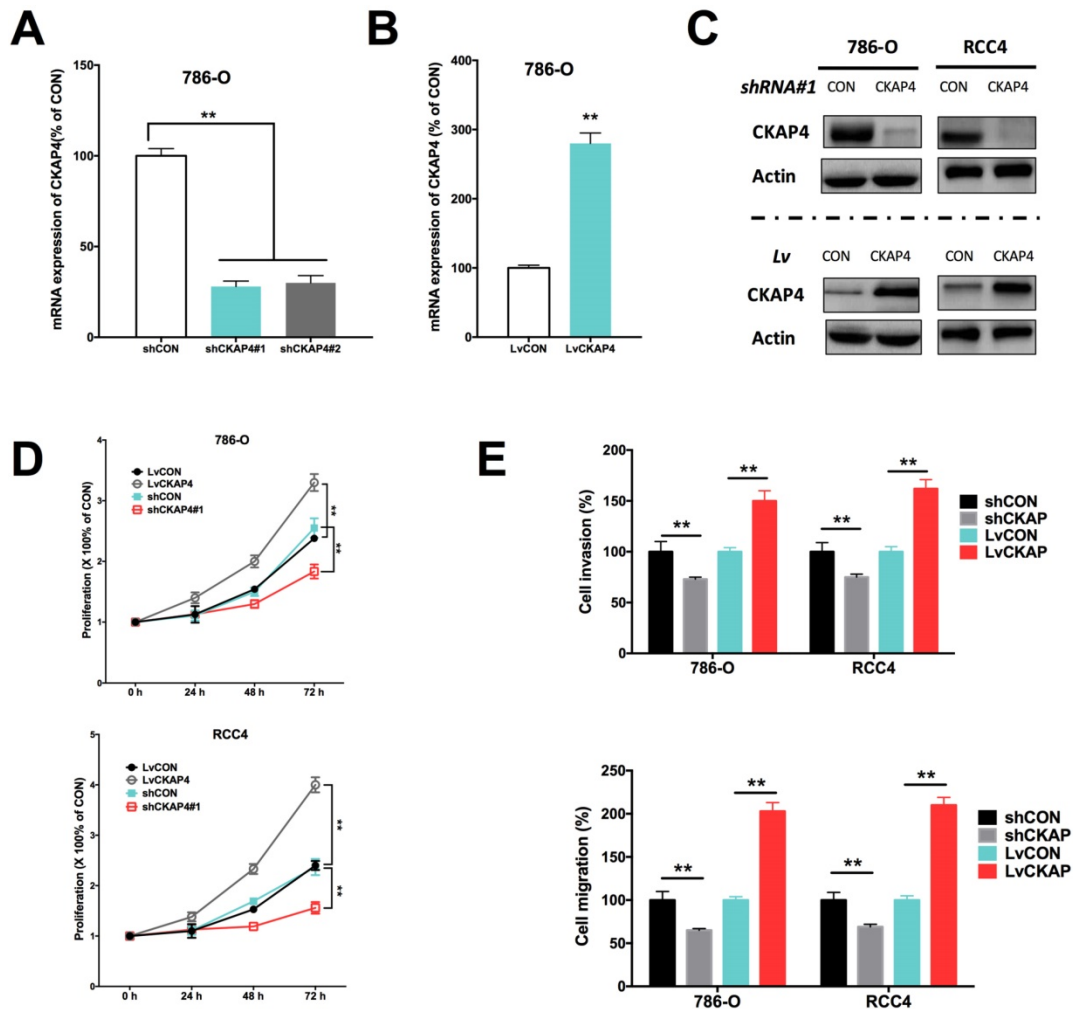 A
786-O
mRNA expression of CKAP4(% of CON)
150
100
50
0
**
shCON
shCKAP4#1
shCKAP4#2
B
786-O
mRNA expression of CKAP4 (% of CON)
400
300
200
100
0
**
LvCON
LvCKAP4
C
786-O RCC4
shRNA#1 CON CKAP4 CON CKAP4
CKAP4
Actin
Lv CON CKAP4 CON CKAP4
CKAP4
Actin
D
786-O
Proliferation (X 100% of CON)
4
3
2
1
0
LvCON
LvCKAP4
shCON
shCKAP4#1
**
**
0 h 24 h 48 h 72 h
RCC4
Proliferation (X 100% of CON)
5
4
3
2
1
0
LvCON
LvCKAP4
shCON
shCKAP4#1
**
**
0 h 24 h 48 h 72 h
E
Cell invasion (%)
200
150
100
50
0
** ** ** **
786-O RCC4
shCON
shCKAP
LvCON
LvCKAP
Cell migration (%)
250
200
150
100
50
0
** ** ** **
786-O RCC4
shCON
shCKAP
LvCON
LvCKAP